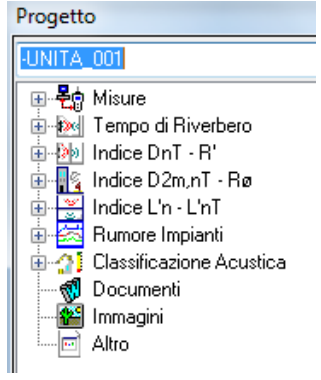 Progetto
-UNITA_001
Misure
Tempo di Riverbero
Indice DnT - R'
Indice D2m,nT - Rø
Indice L'n - L'nT
Rumore Impianti
Classificazione Acustica
Documenti
Immagini
Altro